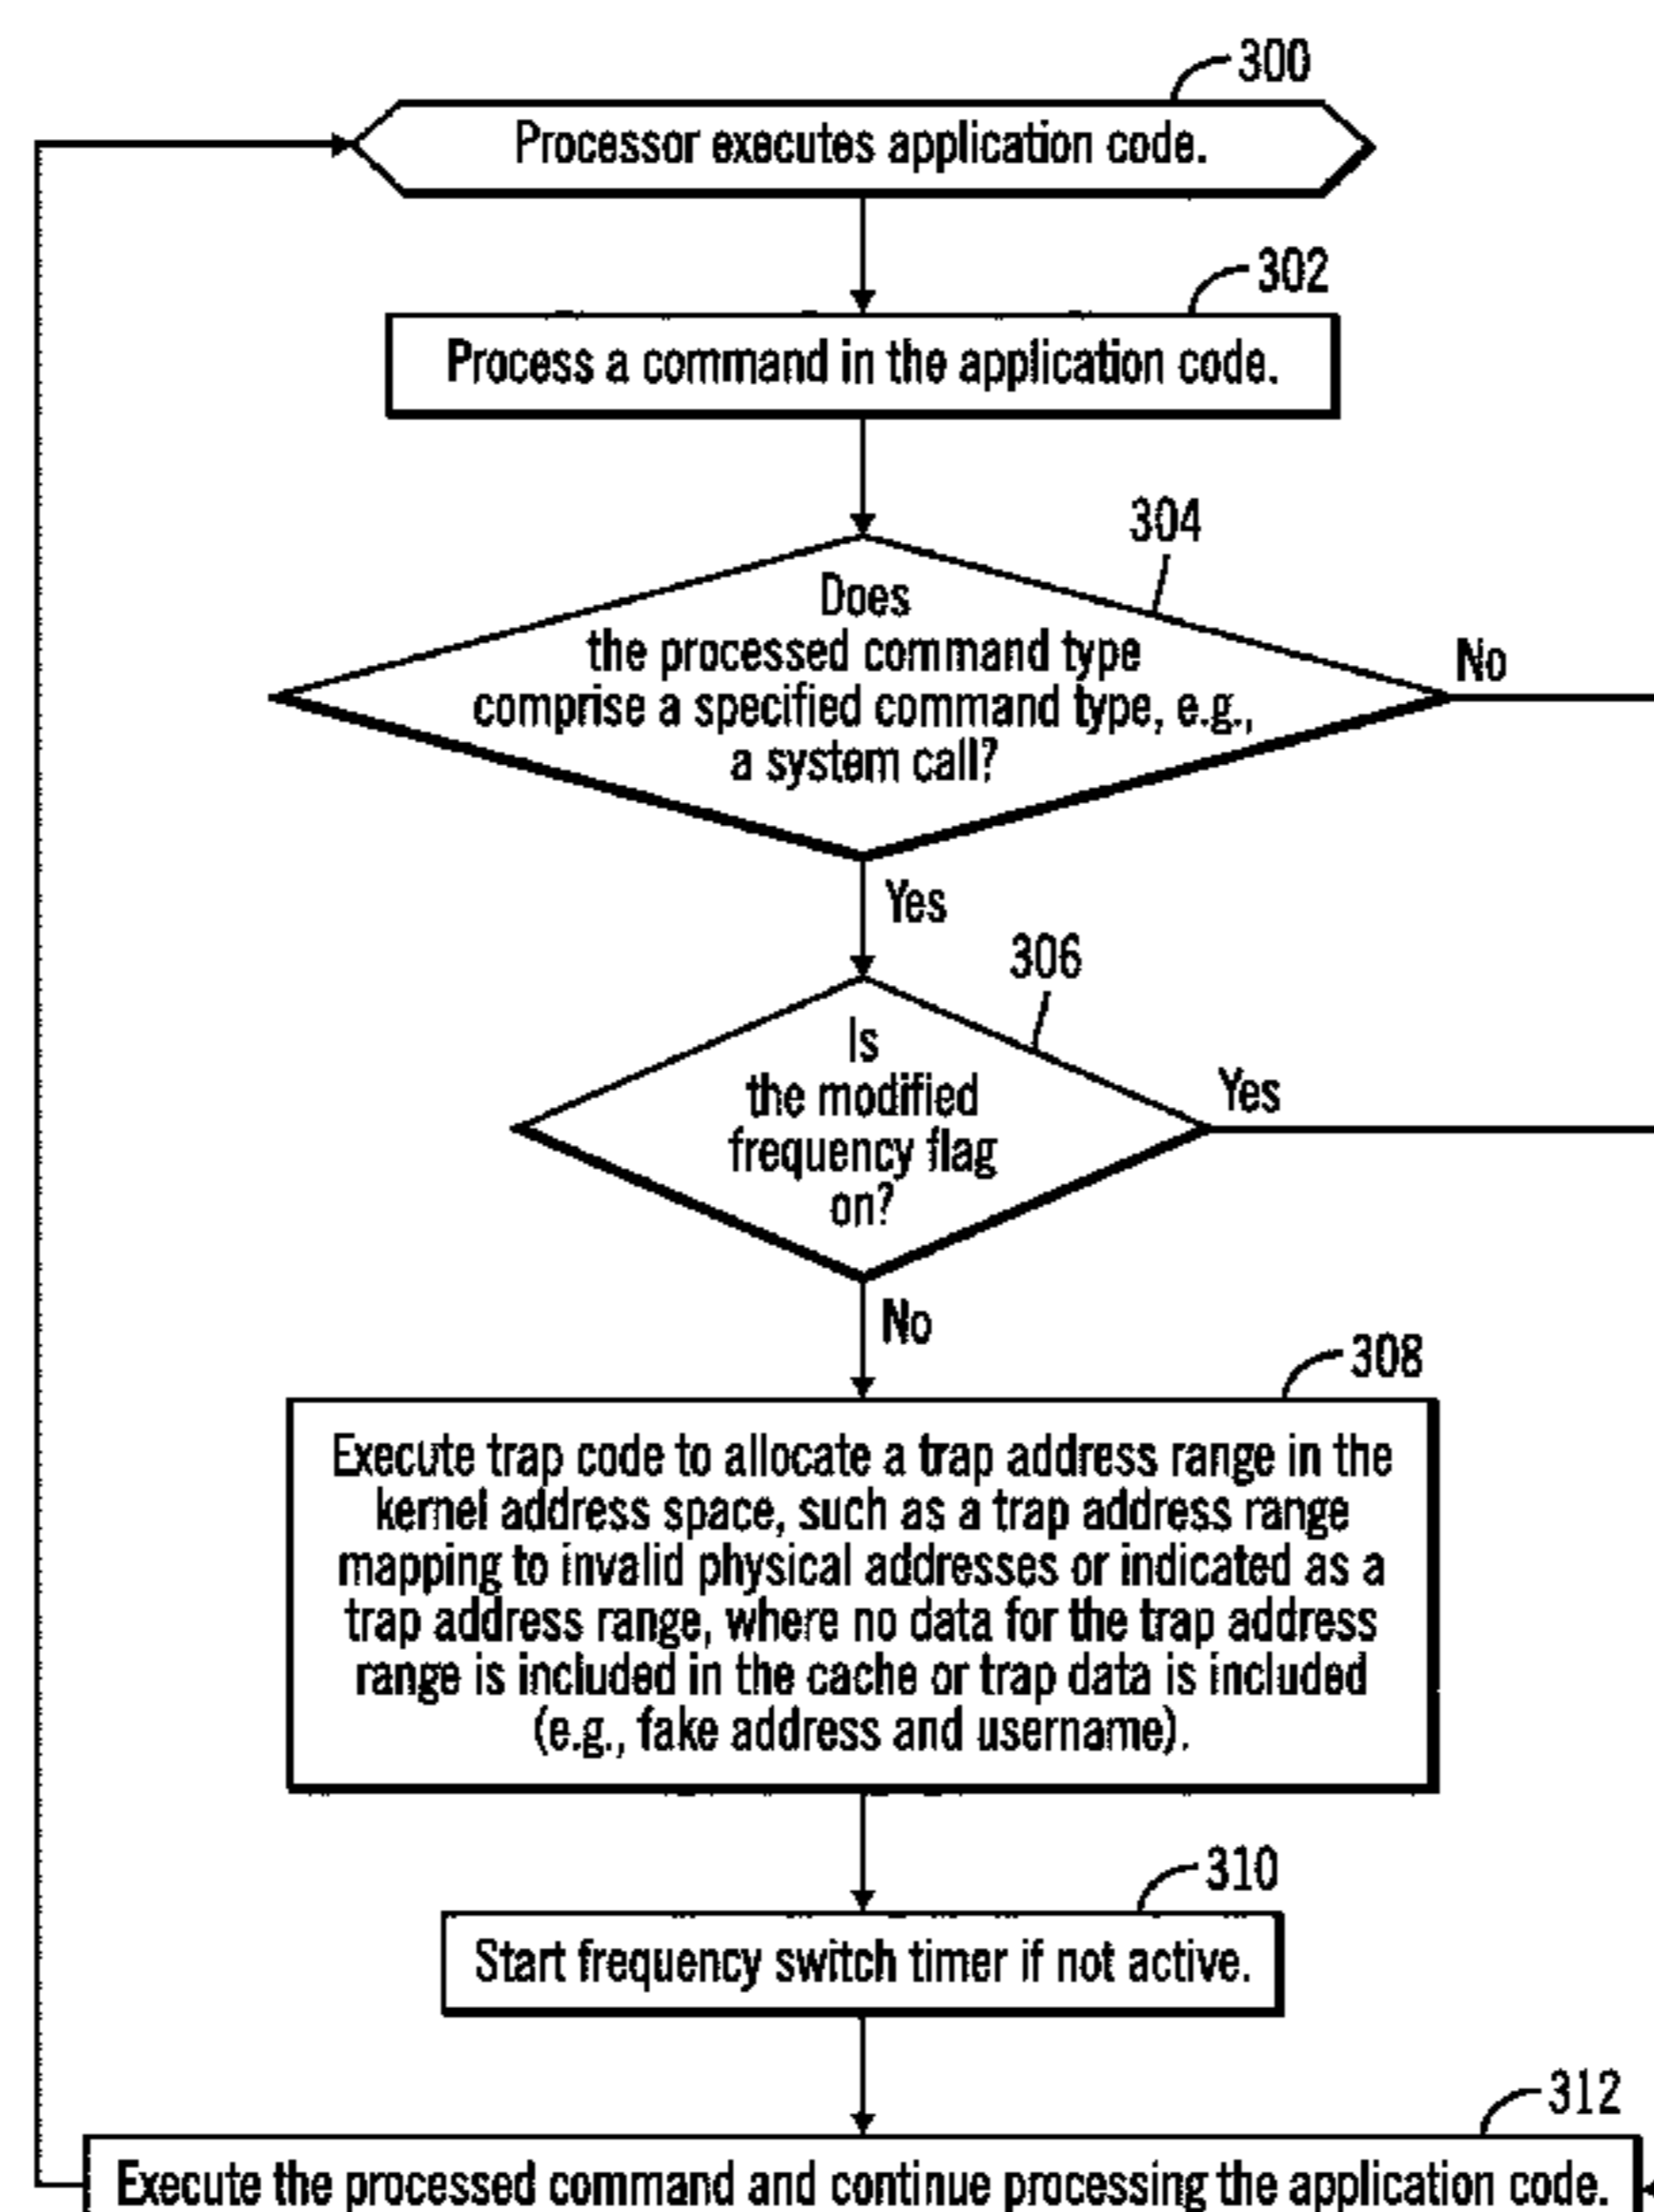 300
Processor executes application code.
302
Process a command in the application code.
304
Does
the processed command type
comprise a specified command type, e.g.,
a system call?
No
Yes
306
Is
the modified
frequency flag
on?
Yes
No
308
Execute trap code to allocate a trap address range in the
kernel address space, such as a trap address range
mapping to invalid physical addresses or indicated as a
trap address range, where no data for the trap address
range is included in the cache or trap data is included
(e.g., fake address and username).
310
Start frequency switch timer if not active.
312
Execute the processed command and continue processing the application code.